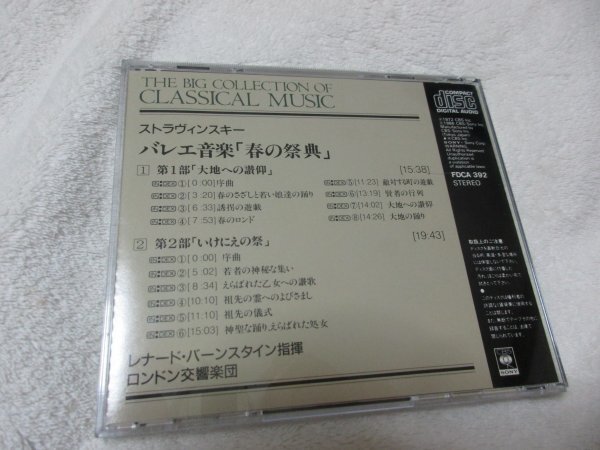 THE BIG COLLECTION OF
CLASSICAL MUSIC
ストラヴィンスキー
バレエ音楽「春の祭典」
1 第1部「大地への讃仰」 [15:38]
①[0:00]序曲
②[3:20]春のきざしと若い娘達の踊り
③[6:33]誘拐の遊戯
④[7:53]春のロンド
⑤[11:23]敵対する町の遊戯
⑥[13:19]賢者の行列
⑦[14:02]大地への讃仰
⑧[14:26]大地の踊り
2 第2部「いけにえの祭」 [19:43]
①[0:00]序曲
②[5:02]若者の神秘な集い
③[8:34]えらばれた乙女への讃歌
④[10:10]祖先の霊へのよびさまし
⑤[11:10]祖先の儀式
⑥[15:03]神聖な踊り,えらばれた処女
レナード・バーンスタイン指揮
ロンドン交響楽団
COMPACT
disc
DIGITAL AUDIO
FDCA 392
STEREO
取扱上のご注意
SONY